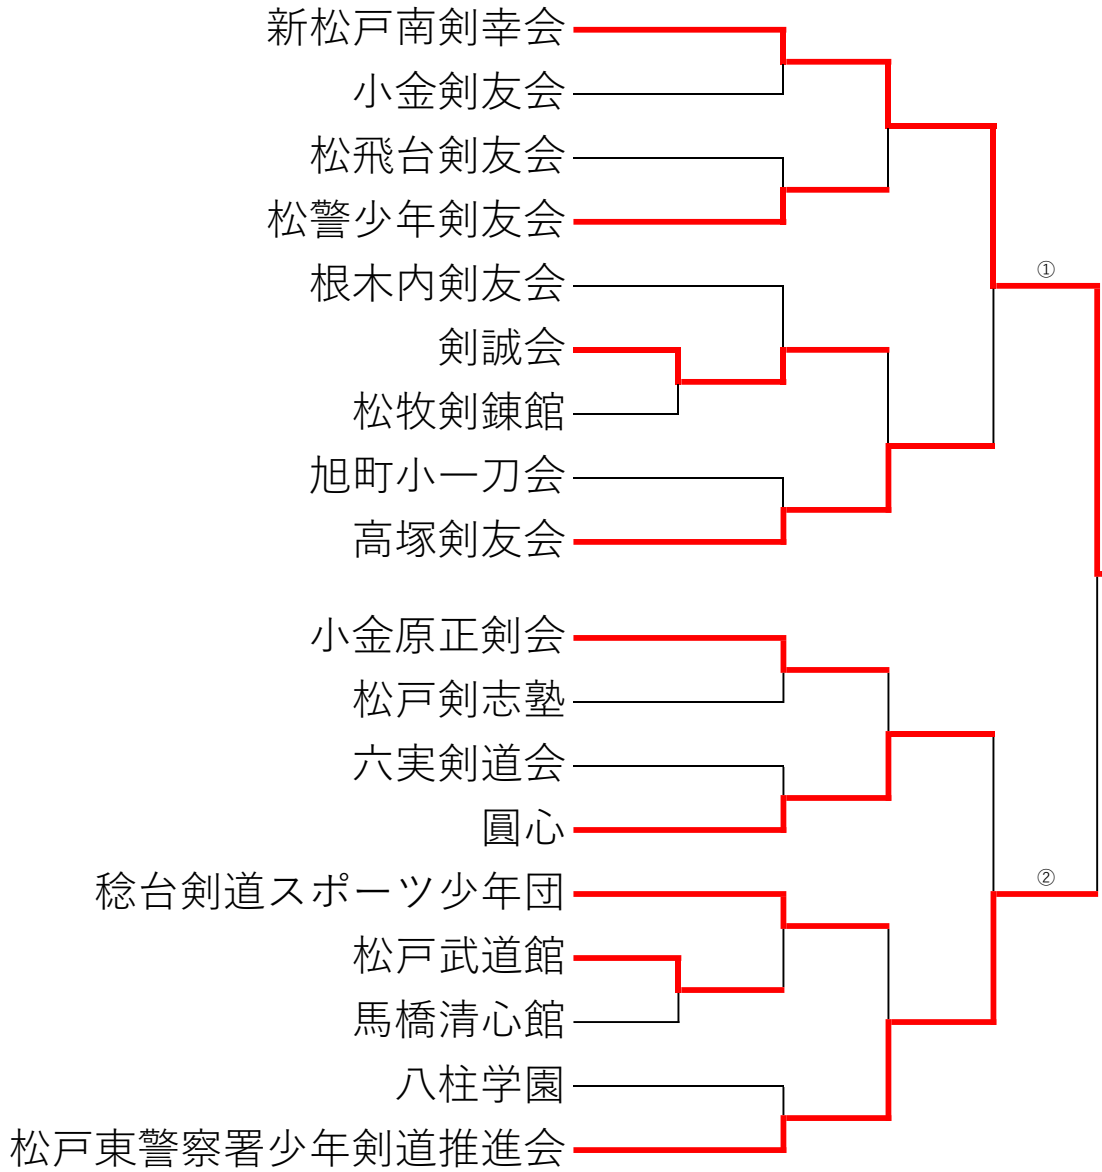 新松戸南剣幸会
小金剣友会
松飛台剣友会
松警少年剣友会
①
根木内剣友会
剣誠会
松牧剣錬館
旭町小一刀会
高塚剣友会
小金原正剣会
松戸剣志塾
六実剣道会
圓心
②
稔台剣道スポーツ少年団
松戸武道館
馬橋清心館
八柱学園
松戸東警察署少年剣道推進会